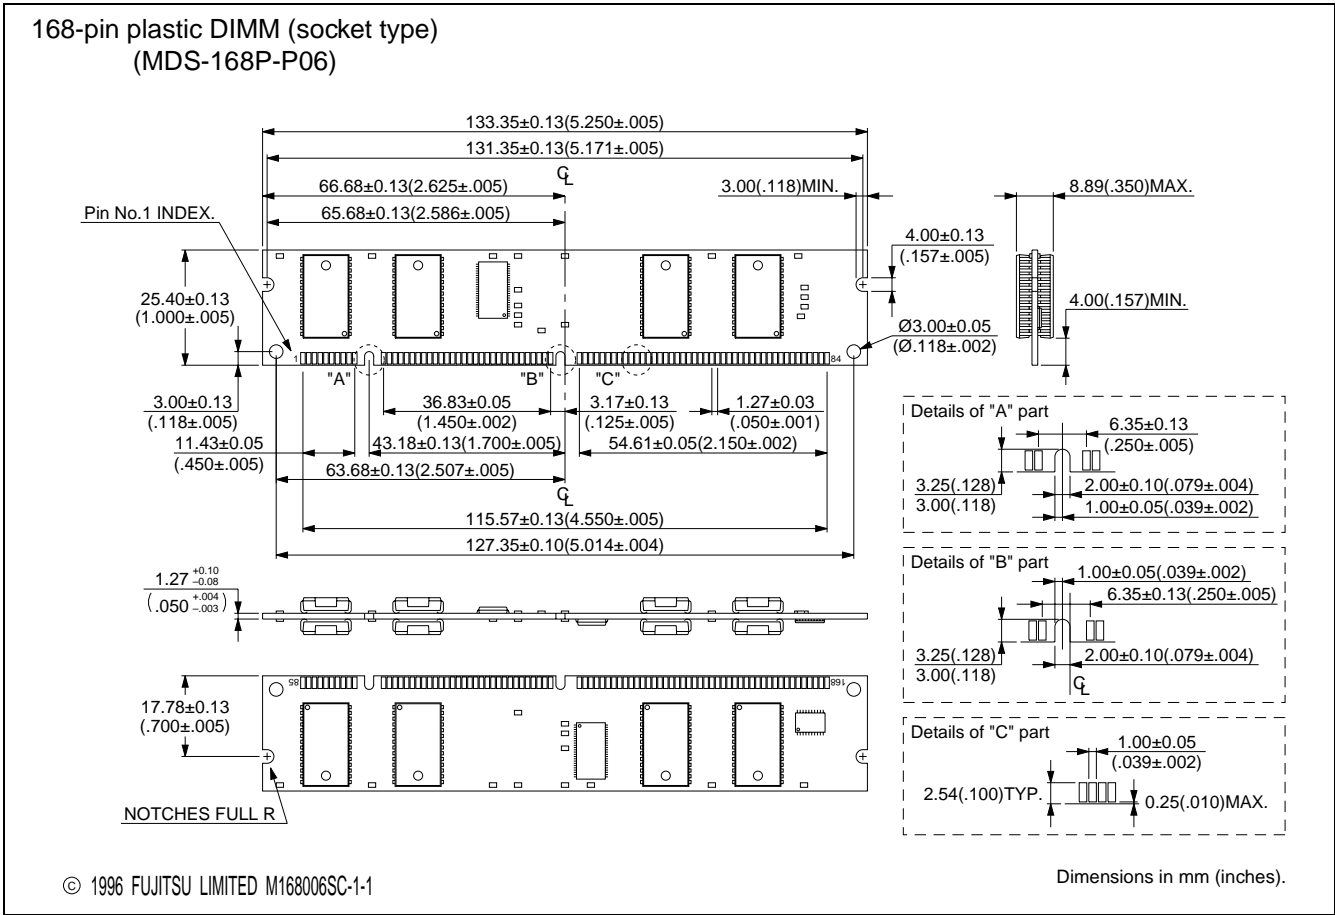 168-pin plastic DIMM (socket type)
(MDS-168P-P06)
133.35±0.13(5.250±.005)
131.35±0.13(5.171±.005)
℄
66.68±0.13(2.625±.005)
3.00(.118)MIN.
8.89(.350)MAX.
Pin No.1 INDEX.
65.68±0.13(2.586±.005)
4.00±0.13
(.157±.005)
25.40±0.13
(1.000±.005)
4.00(.157)MIN.
Ø3.00±0.05
(Ø.118±.002)
1
84
"A"
"B"
"C"
3.00±0.13
(.118±.005)
36.83±0.05
(1.450±.002)
3.17±0.13
(.125±.005)
1.27±0.03
(.050±.001)
11.43±0.05
(.450±.005)
43.18±0.13(1.700±.005)
54.61±0.05(2.150±.002)
63.68±0.13(2.507±.005)
℄
115.57±0.13(4.550±.005)
127.35±0.10(5.014±.004)
Details of "A" part
6.35±0.13
(.250±.005)
3.25(.128)
3.00(.118)
2.00±0.10(.079±.004)
1.00±0.05(.039±.002)
1.27 +0.10 –0.08
(.050 +.004 –.003)
Details of "B" part
1.00±0.05(.039±.002)
6.35±0.13(.250±.005)
3.25(.128)
3.00(.118)
2.00±0.10(.079±.004)
℄
85
168
17.78±0.13
(.700±.005)
NOTCHES FULL R
Details of "C" part
1.00±0.05
(.039±.002)
2.54(.100)TYP.
0.25(.010)MAX.
© 1996 FUJITSU LIMITED M168006SC-1-1
Dimensions in mm (inches).